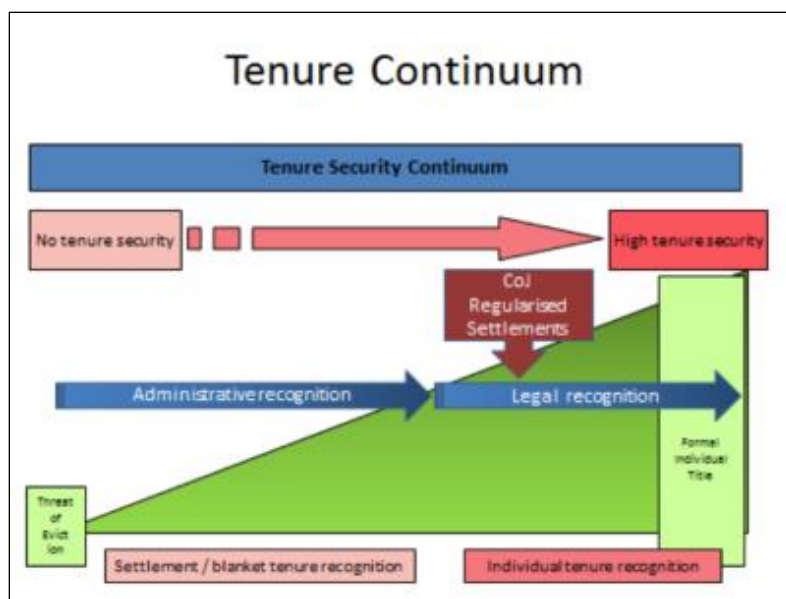 Tenure Continuum
Tenure Security Continuum
No tenure security
High tenure security
CoJ
Regularised
Settlements
Administrative recognition
Legal recognition
Formal
Individual
Title
Threat
of
Evict
ion
Settlement / blanket tenure recognition
Individual tenure recognition